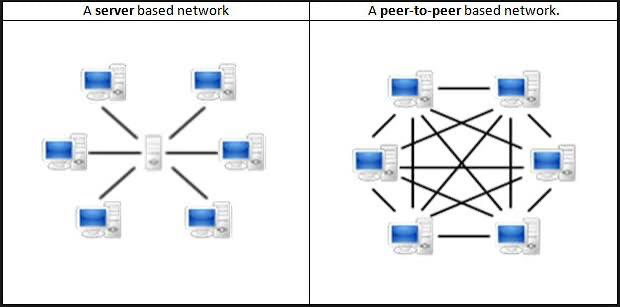 A server based network
A peer-to-peer based network.